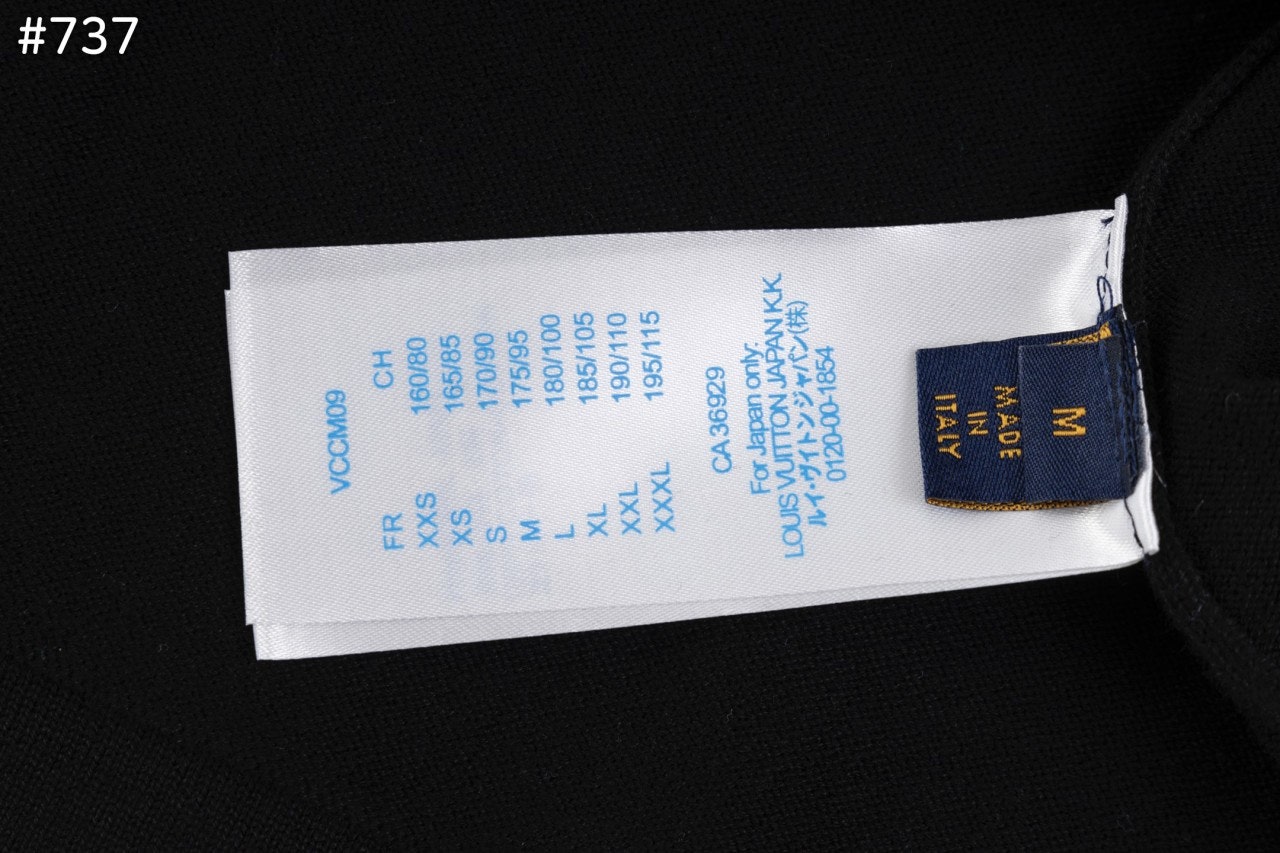 #737
VCCM09
FR CH
XXS 160/80
XS 165/85
S 170/90
M 175/95
L 180/100
XL 185/105
XXL 190/110
XXXL 195/115
CA 36929
For Japan only:
LOUIS VUITTON JAPAN K.K.
ルイ・ヴィトンジャパン(株)
0120-00-1854
M
MADE
IN
ITALY